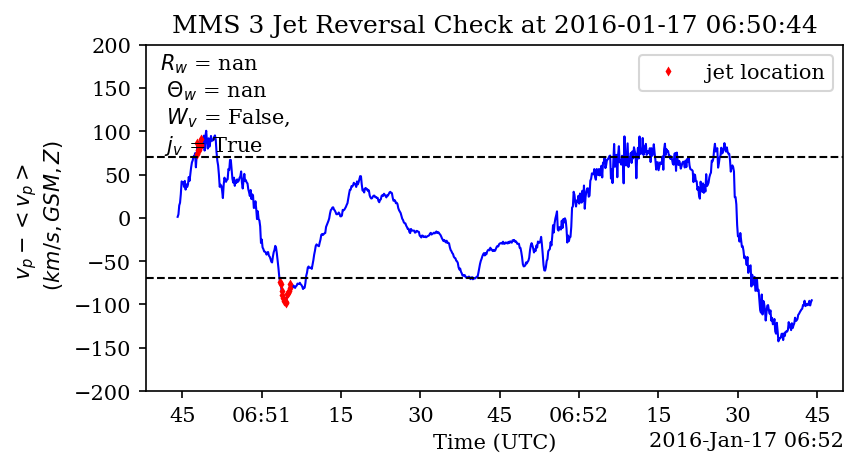 MMS 3 Jet Reversal Check at 2016-01-17 06:50:44
R_w = nan
Θ_w = nan
W_v = False,
j_v = True
jet location
200
150
100
50
0
−50
−100
−150
−200
v_p − < v_p >
(km/s, GSM, Z)
45 06:51 15 30 45 06:52 15 30 45
Time (UTC)
2016-Jan-17 06:52